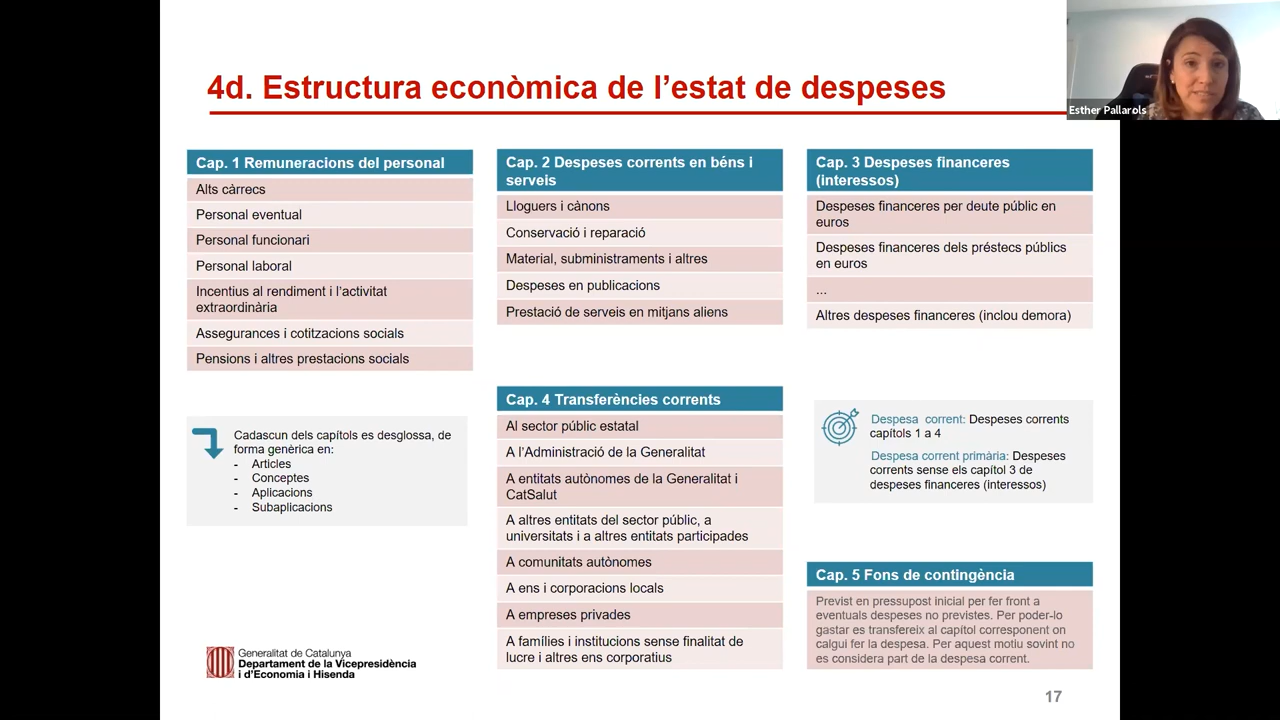 4d. Estructura econòmica de l’estat de despeses
Esther Pallarols
Cap. 1 Remuneracions del personal
Alts càrrecs
Personal eventual
Personal funcionari
Personal laboral
Incentius al rendiment i l’activitat
extraordinària
Assegurances i cotitzacions socials
Pensions i altres prestacions socials
Cadascun dels capítols es desglossa, de
forma genèrica en:
- Articles
- Conceptes
- Aplicacions
- Subaplicacions
Cap. 2 Despeses corrents en béns i
serveis
Lloguers i cànons
Conservació i reparació
Material, subministraments i altres
Despeses en publicacions
Prestació de serveis en mitjans aliens
Cap. 4 Transferències corrents
Al sector públic estatal
A l’Administració de la Generalitat
A entitats autònomes de la Generalitat i
CatSalut
A altres entitats del sector públic, a
universitats i a altres entitats participades
A comunitats autònomes
A ens i corporacions locals
A empreses privades
A famílies i institucions sense finalitat de
lucre i altres ens corporatius
Cap. 3 Despeses financeres
(interessos)
Despeses financeres per deute públic en
euros
Despeses financeres dels préstecs públics
en euros
...
Altres despeses financeres (inclou demora)
Despesa corrent: Despeses corrents
capítols 1 a 4
Despesa corrent primària: Despeses
corrents sense els capítol 3 de
despeses financeres (interessos)
Cap. 5 Fons de contingència
Previst en pressupost inicial per fer front a
eventuals despeses no previstes. Per poder-lo
gastar es transfereix al capítol corresponent on
calgui fer la despesa. Per aquest motiu sovint no
es considera part de la despesa corrent.
Generalitat de Catalunya
Departament de la Vicepresidència
i d’Economia i Hisenda
17